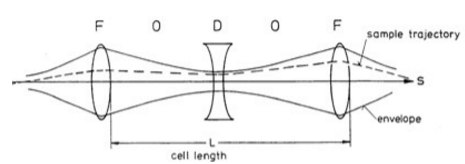 F O D O F
sample trajectory
S
envelope
L
cell length